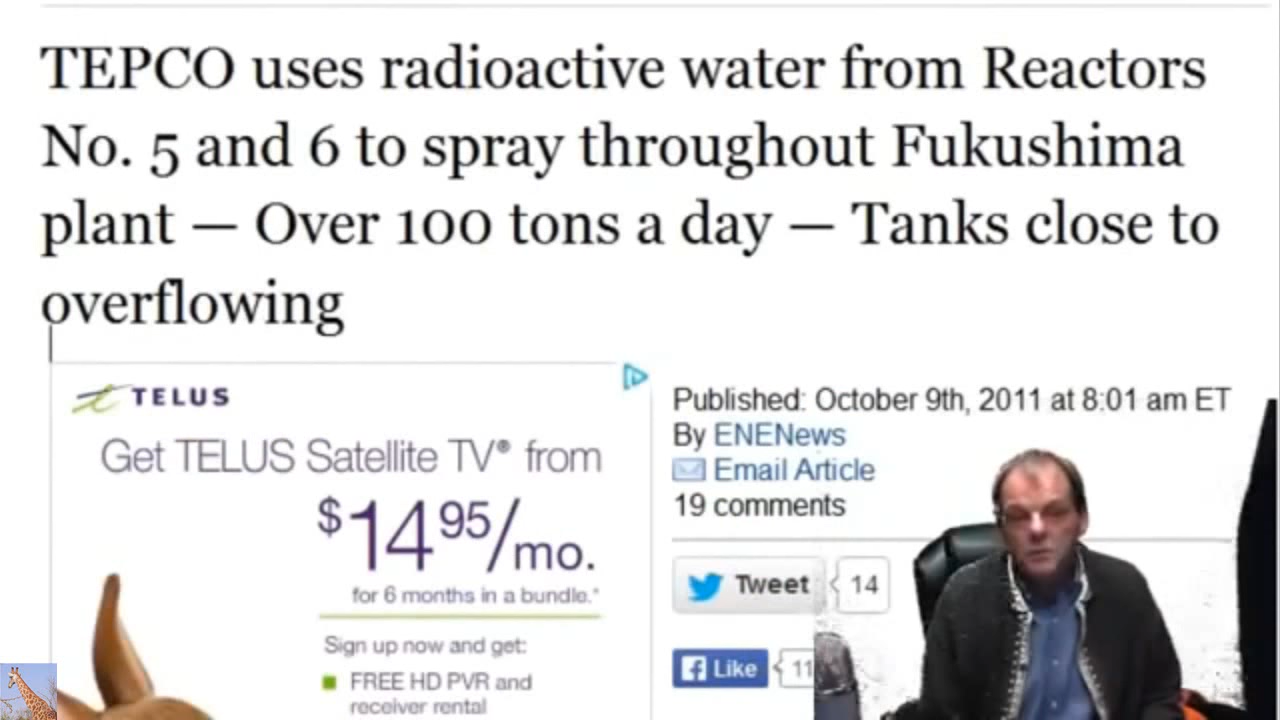 TEPCO uses radioactive water from Reactors
No. 5 and 6 to spray throughout Fukushima
plant — Over 100 tons a day — Tanks close to
overflowing
TELUS
Get TELUS Satellite TV® from
$14 95/mo.
for 6 months in a bundle.*
Sign up now and get:
FREE HD PVR and
receiver rental
Published: October 9th, 2011 at 8:01 am ET
By ENENews
Email Article
19 comments
Tweet 14
Like 11